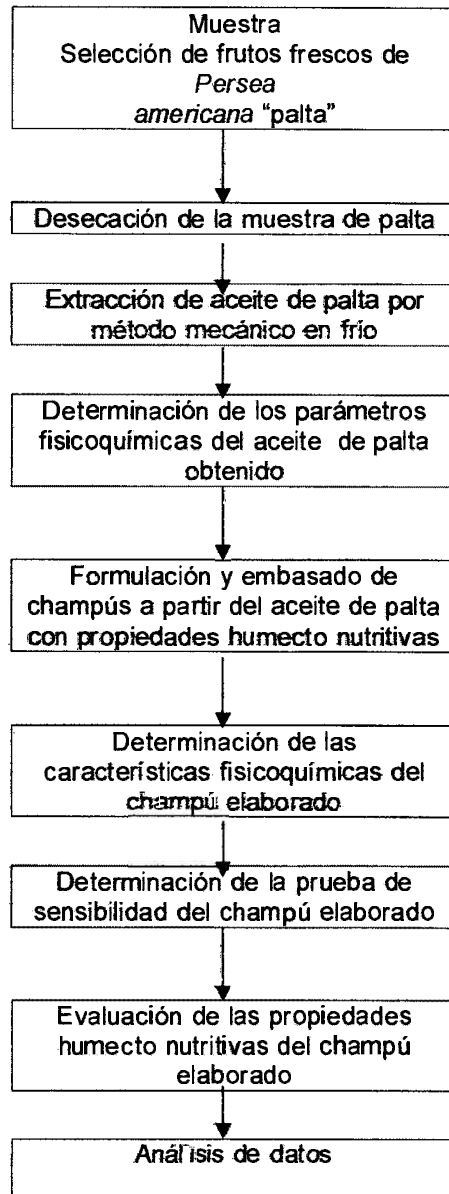 Muestra
Selección de frutos frescos de
Persea
americana “palta”
Desecación de la muestra de palta
Extracción de aceite de palta por
método mecánico en frío
Determinación de los parámetros
fisicoquímicas del aceite de palta
obtenido
Formulación y embasado de
champús a partir del aceite de palta
con propiedades humecto nutritivas
Determinación de las
características fisicoquímicas del
champú elaborado
Determinación de la prueba de
sensibilidad del champú elaborado
Evaluación de las propiedades
humecto nutritivas del champú
elaborado
Análisis de datos